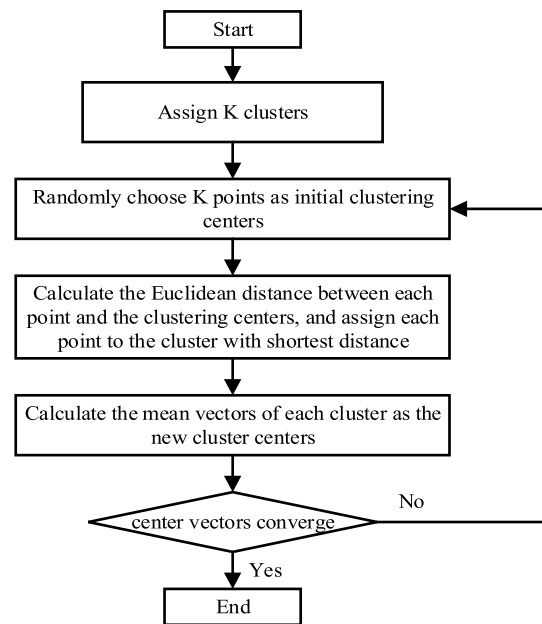 Start
Assign K clusters
Randomly choose K points as initial clustering
centers
Calculate the Euclidean distance between each
point and the clustering centers, and assign each
point to the cluster with shortest distance
Calculate the mean vectors of each cluster as the
new cluster centers
center vectors converge
No
Yes
End